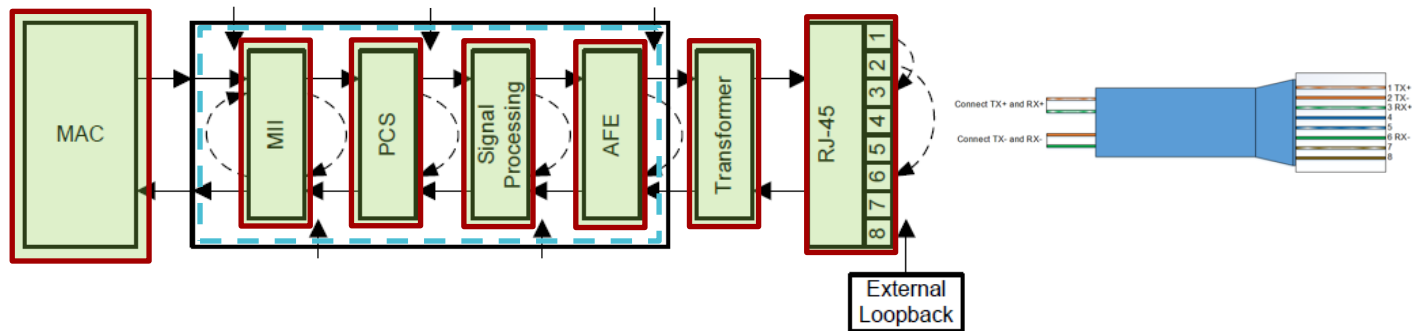 MAC
MII
PCS
Signal
Processing
AFE
Transformer
RJ-45
1
2
3
4
5
6
7
8
External
Loopback
Connect TX+ and RX+
Connect TX- and RX-
1 TX+
2 TX-
3 RX+
4
5
6 RX-
7
8